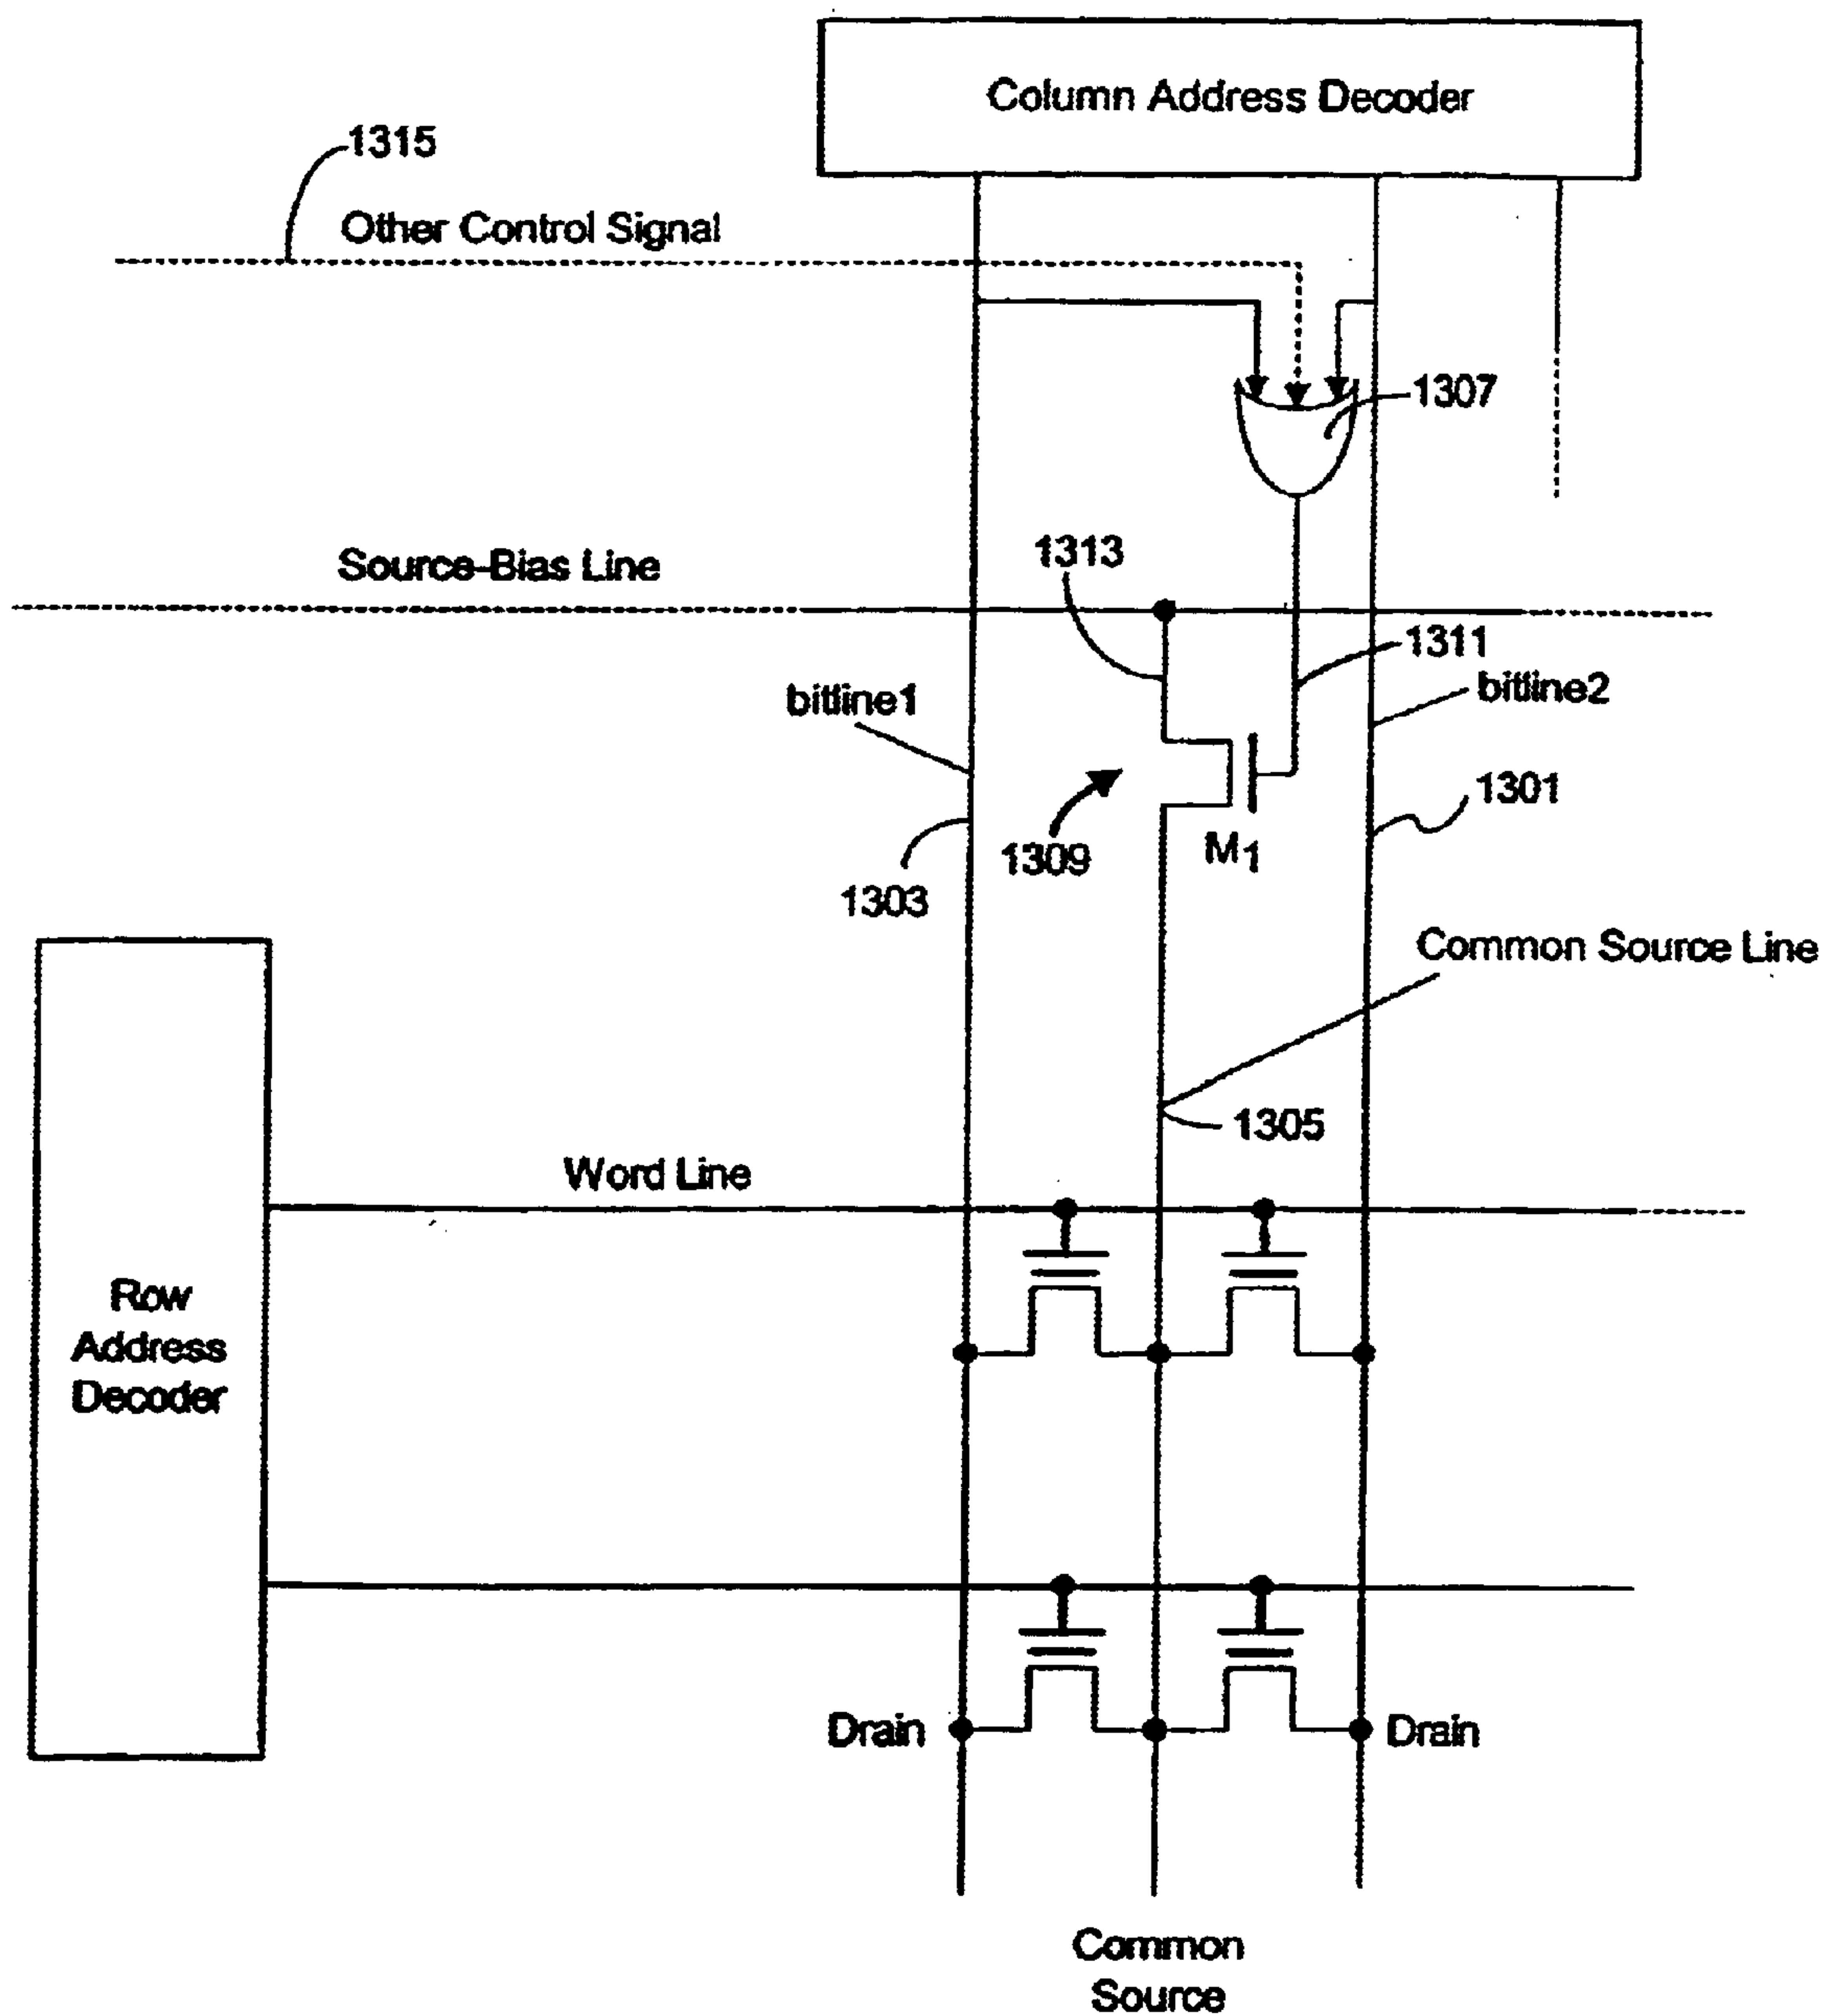 Column Address Decoder
1315
Other Control Signal
1307
Source-Bias Line
1313
1311
bitline1
bitline2
1301
1309
M1
1303
Common Source Line
1305
Word Line
Row
Address
Decoder
Drain
Drain
Common
Source